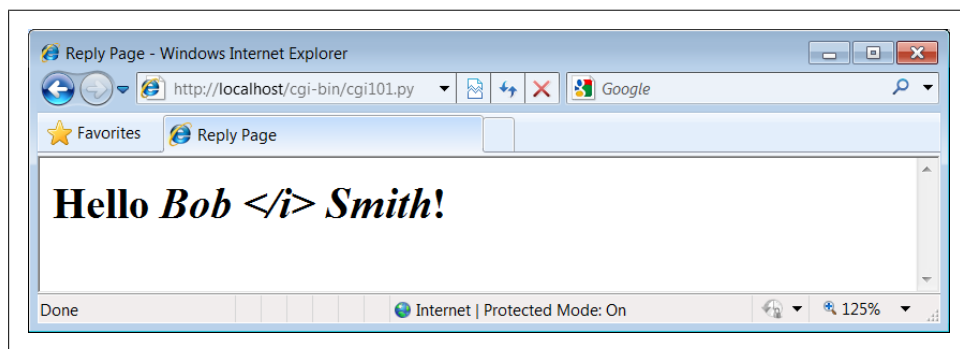 Reply Page - Windows Internet Explorer
http://localhost/cgi-bin/cgi101.py
Google
Favorites
Reply Page
Hello Bob </i> Smith!
Done
Internet | Protected Mode: On
125%